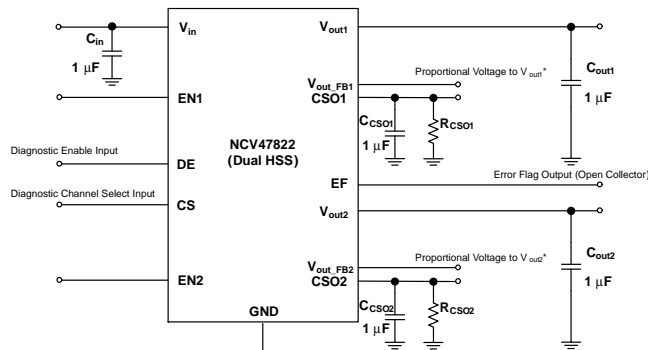 Vin
Vout1
Cin
1 μF
Cout1
1 μF
Vout_FB1
Proportional Voltage to Vout1*
EN1
CSO1
CCSO1
RCSO1
1 μF
NCV47822
(Dual HSS)
Diagnostic Enable Input
DE
EF
Error Flag Output (Open Collector)
Diagnostic Channel Select Input
CS
Vout2
Cout2
1 μF
Vout_FB2
Proportional Voltage to Vout2*
EN2
CSO2
GND
CCSO2
RCSO2
1 μF